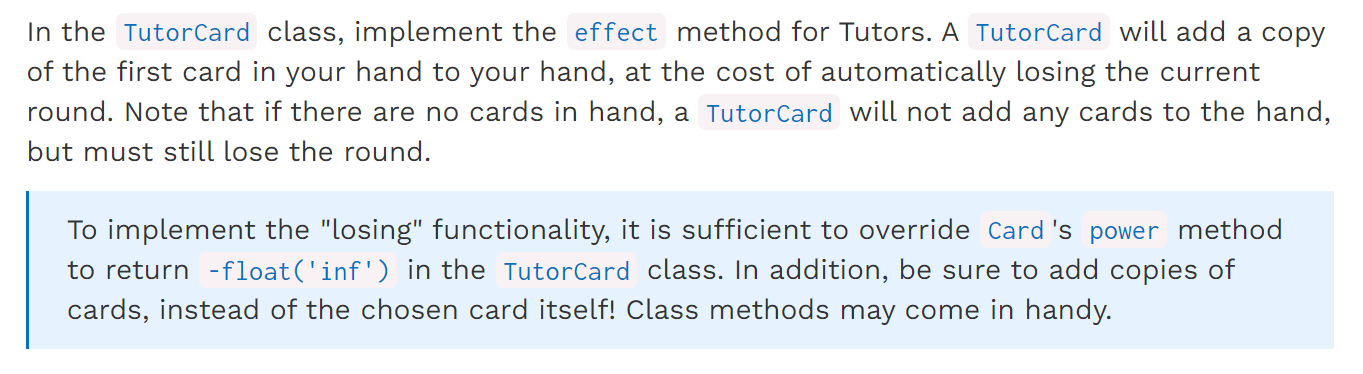 In the TutorCard class, implement the effect method for Tutors. A TutorCard will add a copy
of the first card in your hand to your hand, at the cost of automatically losing the current
round. Note that if there are no cards in hand, a TutorCard will not add any cards to the hand,
but must still lose the round.
To implement the "losing" functionality, it is sufficient to override Card's power method
to return -float('inf') in the TutorCard class. In addition, be sure to add copies of
cards, instead of the chosen card itself! Class methods may come in handy.